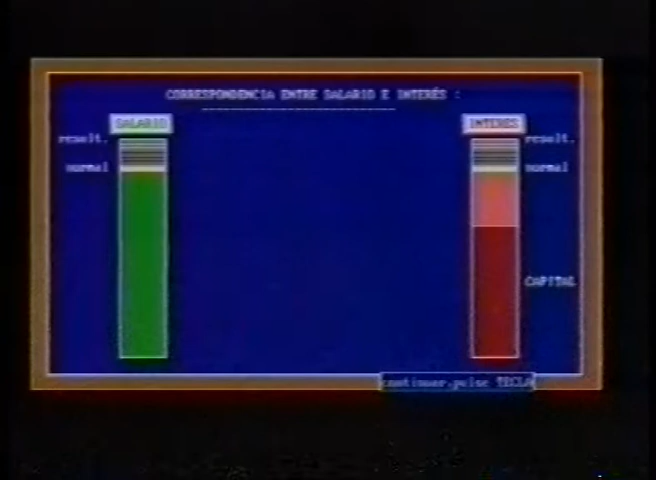 CORRESPONDENCIA ENTRE SALARIO E INTERÉS :
SALARIO
INTERÉS
result.
result.
normal
normal
CAPITAL
continuar,pulse TECLA